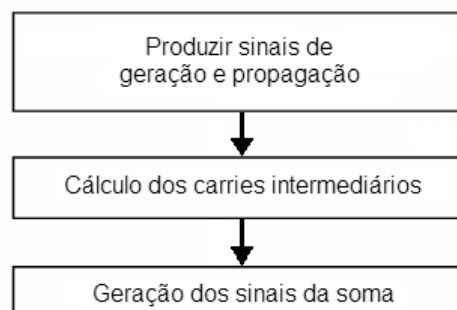 Produzir sinais de
geração e propagação
Cálculo dos carries intermediários
Geração dos sinais da soma